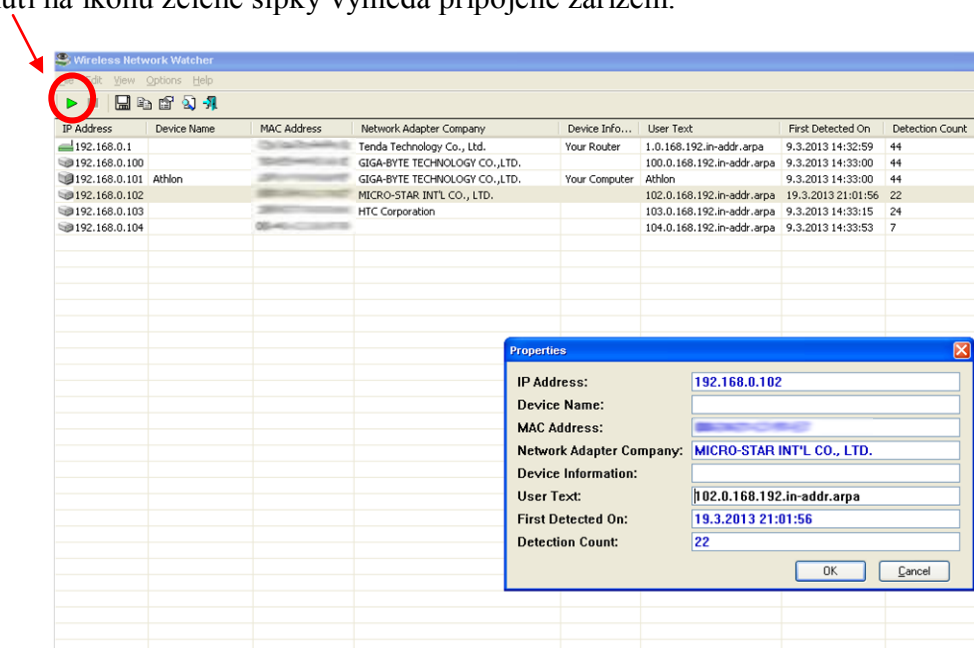 na ikonu zelené šipky vyhledá připojené zařízení.
Wireless Network Watcher
Edit View Options Help
IP Address Device Name MAC Address Network Adapter Company Device Info... User Text First Detected On Detection Count
192.168.0.1 Tenda Technology Co., Ltd. Your Router 1.0.168.192.in-addr.arpa 9.3.2013 14:32:59 44
192.168.0.100 GIGA-BYTE TECHNOLOGY CO.,LTD. 100.0.168.192.in-addr.arpa 9.3.2013 14:33:00 44
192.168.0.101 Athlon GIGA-BYTE TECHNOLOGY CO.,LTD. Your Computer Athlon 9.3.2013 14:33:00 44
192.168.0.102 MICRO-STAR INT'L CO., LTD. 102.0.168.192.in-addr.arpa 19.3.2013 21:01:56 22
192.168.0.103 HTC Corporation 103.0.168.192.in-addr.arpa 9.3.2013 14:33:15 24
192.168.0.104 104.0.168.192.in-addr.arpa 9.3.2013 14:33:53 7
Properties
IP Address: 192.168.0.102
Device Name:
MAC Address:
Network Adapter Company: MICRO-STAR INT'L CO., LTD.
Device Information:
User Text: 102.0.168.192.in-addr.arpa
First Detected On: 19.3.2013 21:01:56
Detection Count: 22
OK Cancel